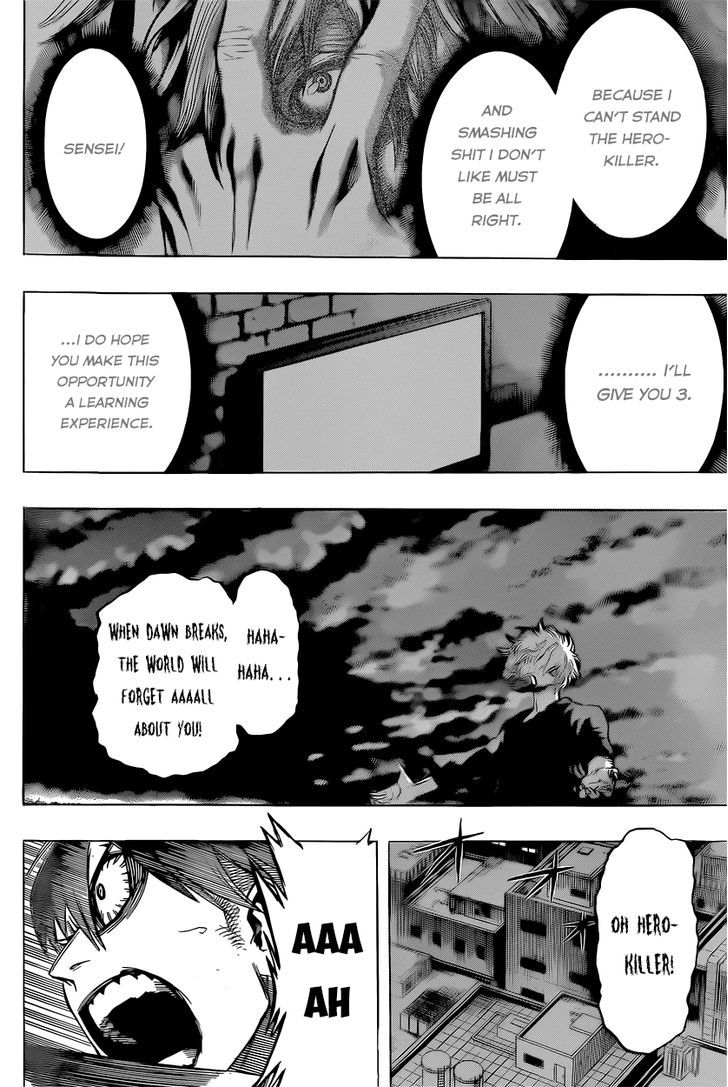 BECAUSE I
CAN'T STAND
THE HERO-
KILLER.
AND
SMASHING
SHIT I DON'T
LIKE MUST
BE ALL
RIGHT.
SENSEI!
.......... I'LL
GIVE YOU 3.
...I DO HOPE
YOU MAKE THIS
OPPORTUNITY
A LEARNING
EXPERIENCE.
HAHA-
HAHA...
WHEN DAWN BREAKS,
THE WORLD WILL
FORGET AAAALL
ABOUT YOU!
OH HERO-
KILLER!
AAA
AH